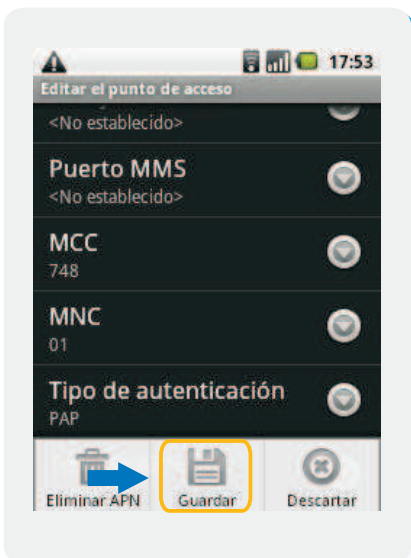 17:53
Editar el punto de acceso
<No establecido>
Puerto MMS
<No establecido>
MCC
748
MNC
01
Tipo de autenticación
PAP
Eliminar APN Guardar Descartar